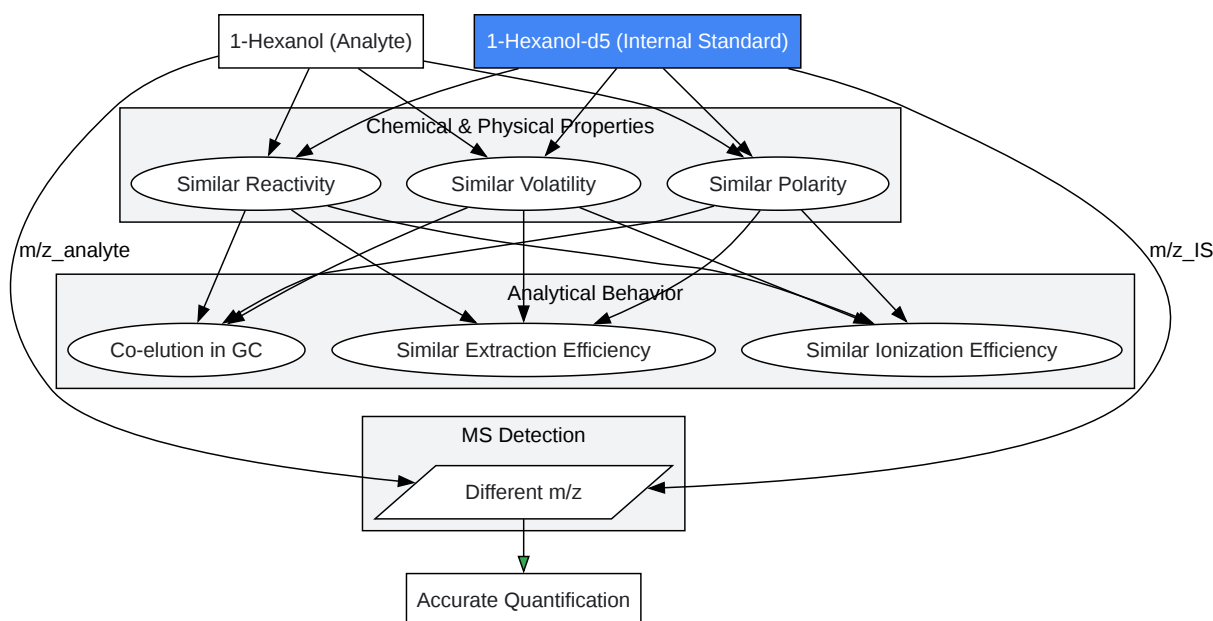 1-Hexanol (Analyte)
1-Hexanol-d5 (Internal Standard)
Chemical & Physical Properties
Similar Reactivity
Similar Volatility
Similar Polarity
m/z_analyte
m/z_IS
Analytical Behavior
Co-elution in GC
Similar Extraction Efficiency
Similar Ionization Efficiency
MS Detection
Different m/z
Accurate Quantification